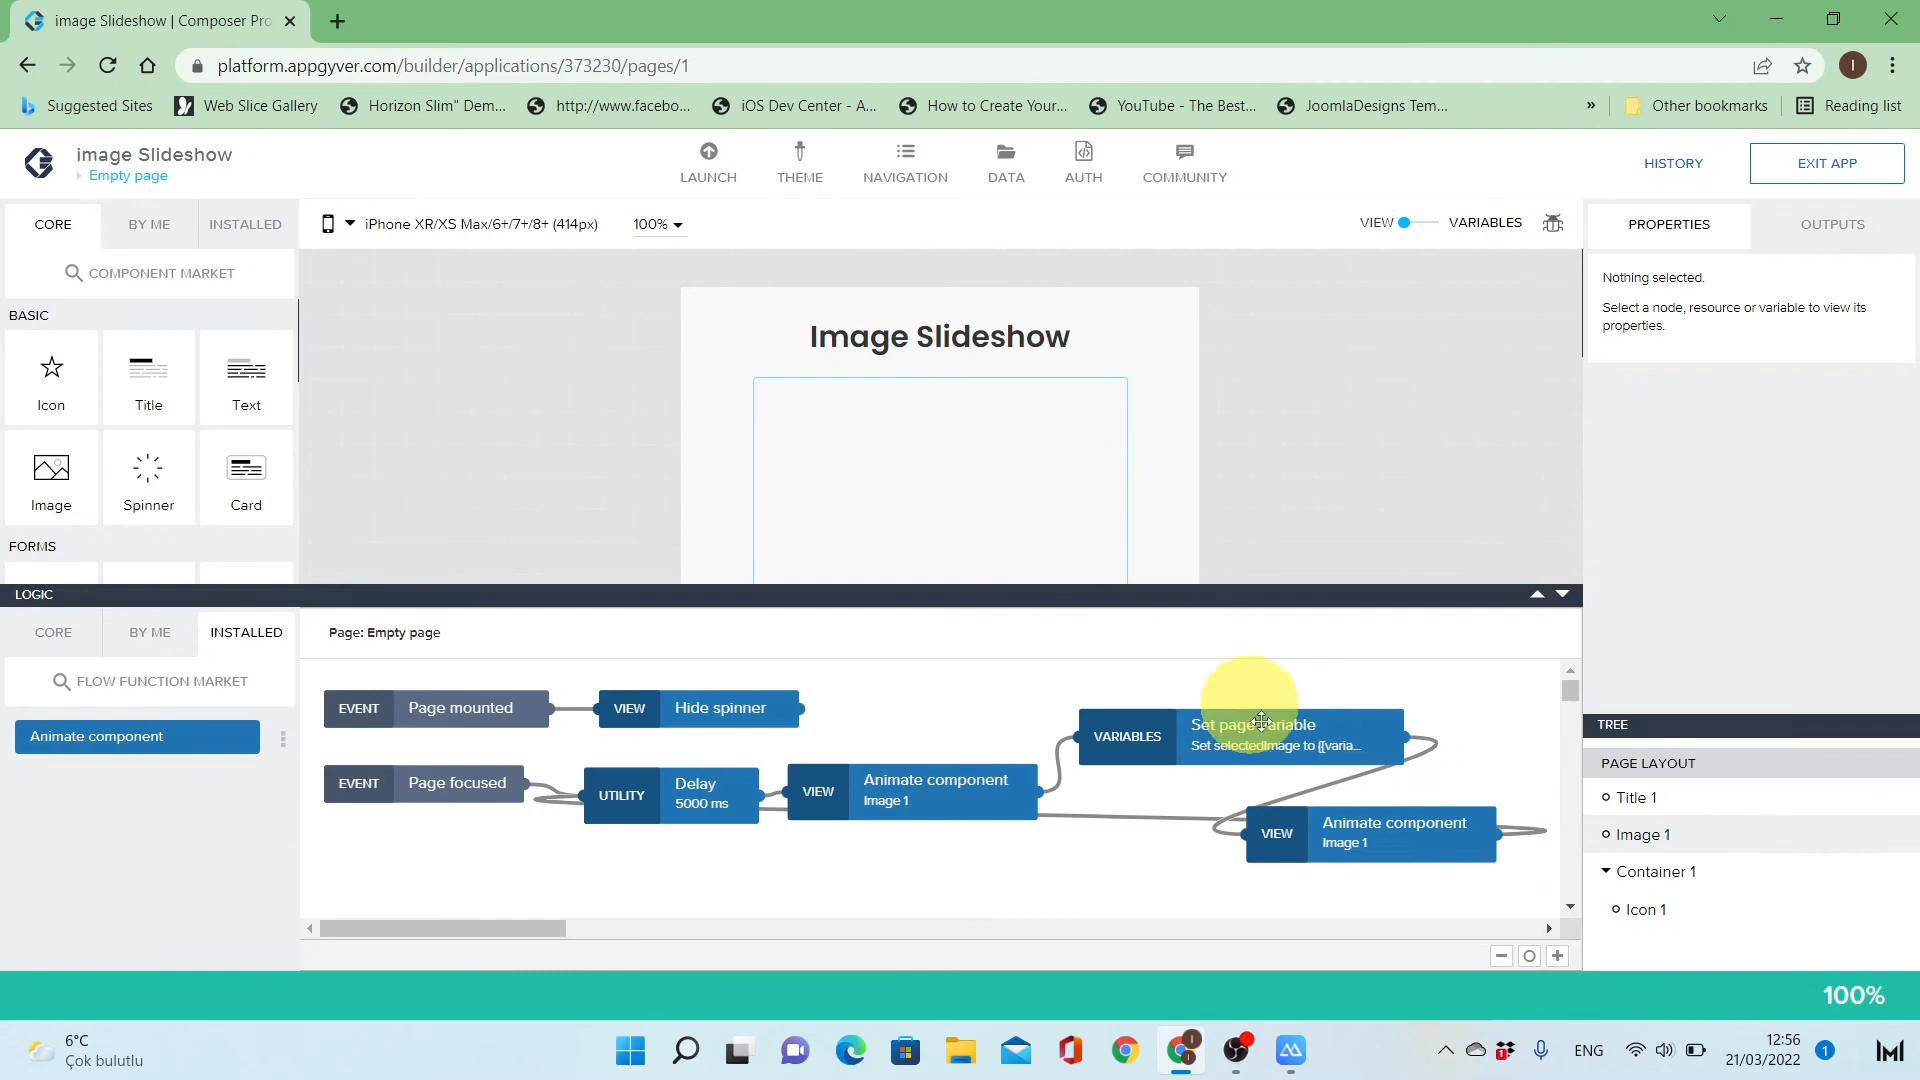 image Slideshow | Composer Pro
platform.appgyver.com/builder/applications/373230/pages/1
I
Suggested Sites
Web Slice Gallery
Horizon Slim" Dem...
http://www.facebo...
iOS Dev Center - A...
How to Create Your...
YouTube - The Best...
JoomlaDesigns Tem...
»
Other bookmarks
Reading list
image Slideshow
Empty page
LAUNCH
THEME
NAVIGATION
DATA
AUTH
COMMUNITY
HISTORY
EXIT APP
CORE
BY ME
INSTALLED
iPhone XR/XS Max/6+/7+/8+ (414px)
100%
VIEW
VARIABLES
PROPERTIES
OUTPUTS
COMPONENT MARKET
Nothing selected.
Select a node, resource or variable to view its
properties.
BASIC
Icon
Title
Text
Image
Spinner
Card
FORMS
Image Slideshow
LOGIC
CORE
BY ME
INSTALLED
Page: Empty page
FLOW FUNCTION MARKET
Animate component
EVENT Page mounted
VIEW Hide spinner
VARIABLES Set page variable
Set selectedImage to {{varia...
EVENT Page focused
UTILITY Delay
5000 ms
VIEW Animate component
Image 1
VIEW Animate component
Image 1
TREE
PAGE LAYOUT
Title 1
Image 1
Container 1
Icon 1
100%
6°C
Çok bulutlu
1
ENG
12:56
21/03/2022
1